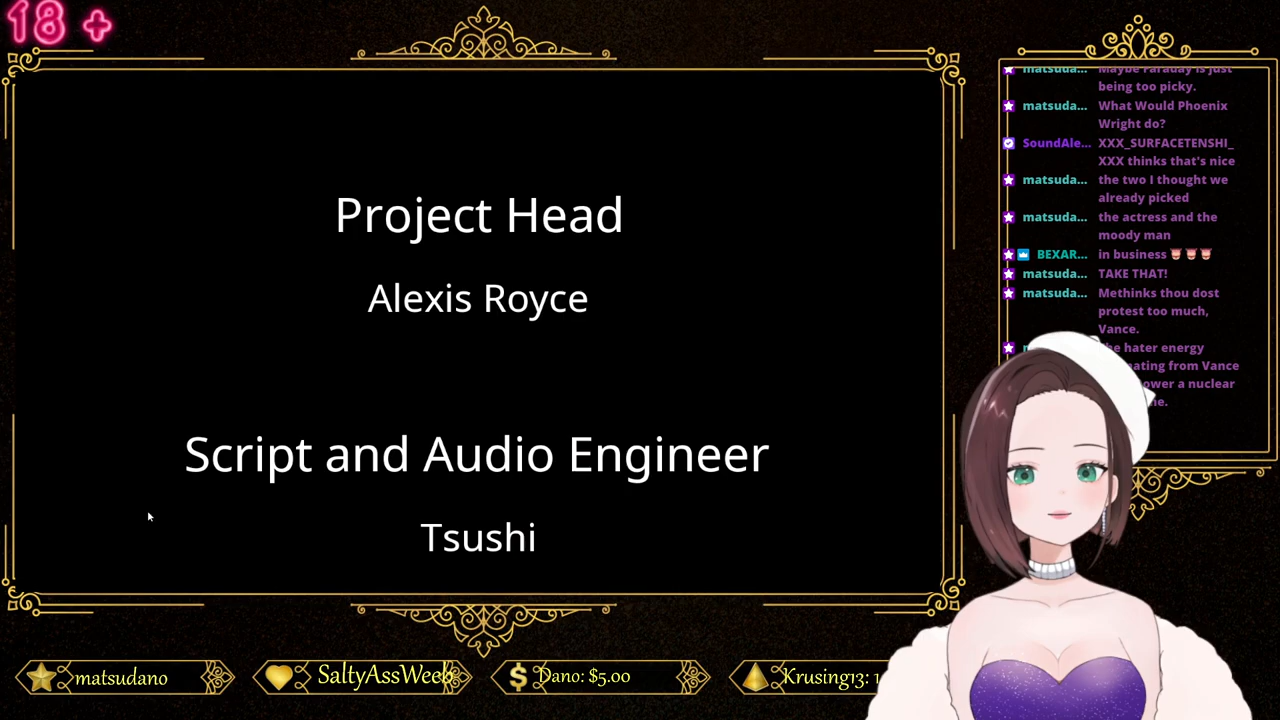 18 +
Project Head
Alexis Royce
Script and Audio Engineer
Tsushi
matsuda... Maybe Faraday is just
being too picky.
matsuda... What Would Phoenix
Wright do?
SoundAle... XXX_SURFACETENSHI_
XXX thinks that's nice
matsuda... the two I thought we
already picked
matsuda... the actress and the
moody man
BEXAR... in business 👹👹👹
matsuda... TAKE THAT!
matsuda... Methinks thou dost
protest too much,
Vance.
hater energy
from Vance
a nuclear
matsudano
SaltyAssWeeb
Dano: $5.00
Krusing13: